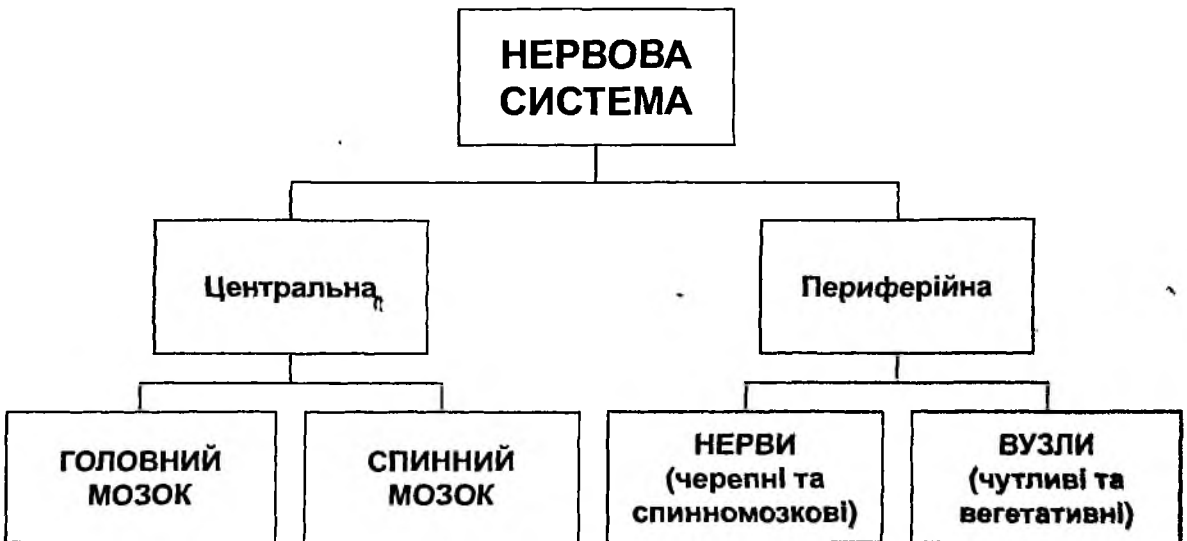 НЕРВОВА
СИСТЕМА
Центральна
Периферійна
ГОЛОВНИЙ
МОЗОК
СПИННИЙ
МОЗОК
НЕРВИ
(черепні та
спинномозкові)
ВУЗЛИ
(чутливі та
вегетативні)